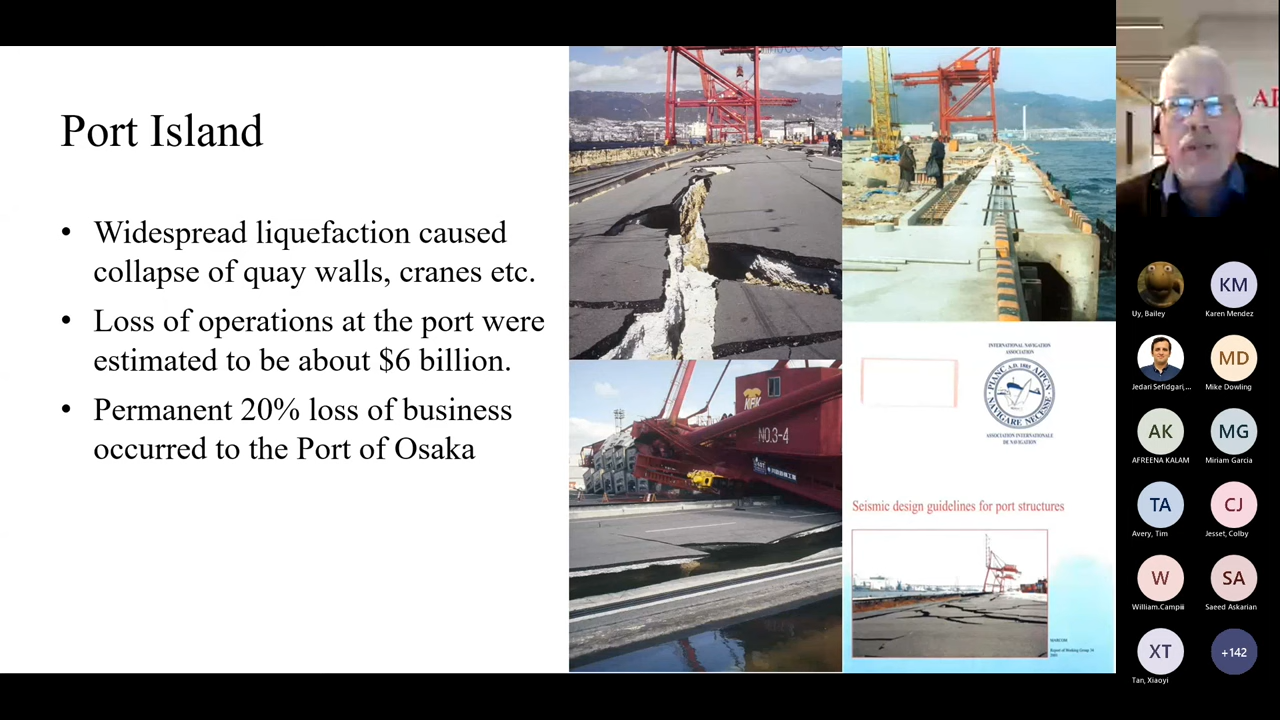 Port Island
• Widespread liquefaction caused
collapse of quay walls, cranes etc.
• Loss of operations at the port were
estimated to be about $6 billion.
• Permanent 20% loss of business
occurred to the Port of Osaka
NO.3-4
INTERNATIONAL NAVIGATION
ASSOCIATION
PIANC A.D. 1885 AIPCN
NAVIGARE NECESSE
ASSOCIATION INTERNATIONALE
DE NAVIGATION
Seismic design guidelines for port structures
Uy, Bailey
KM
Karen Mendez
Jedari Sefidgari,...
MD
Mike Dowling
AK
AFREENA KALAM
MG
Miriam Garcia
TA
Avery, Tim
CJ
Jesset, Colby
W
SA
Saeed Askarian
XT
Tan, Xiaoyi
+142